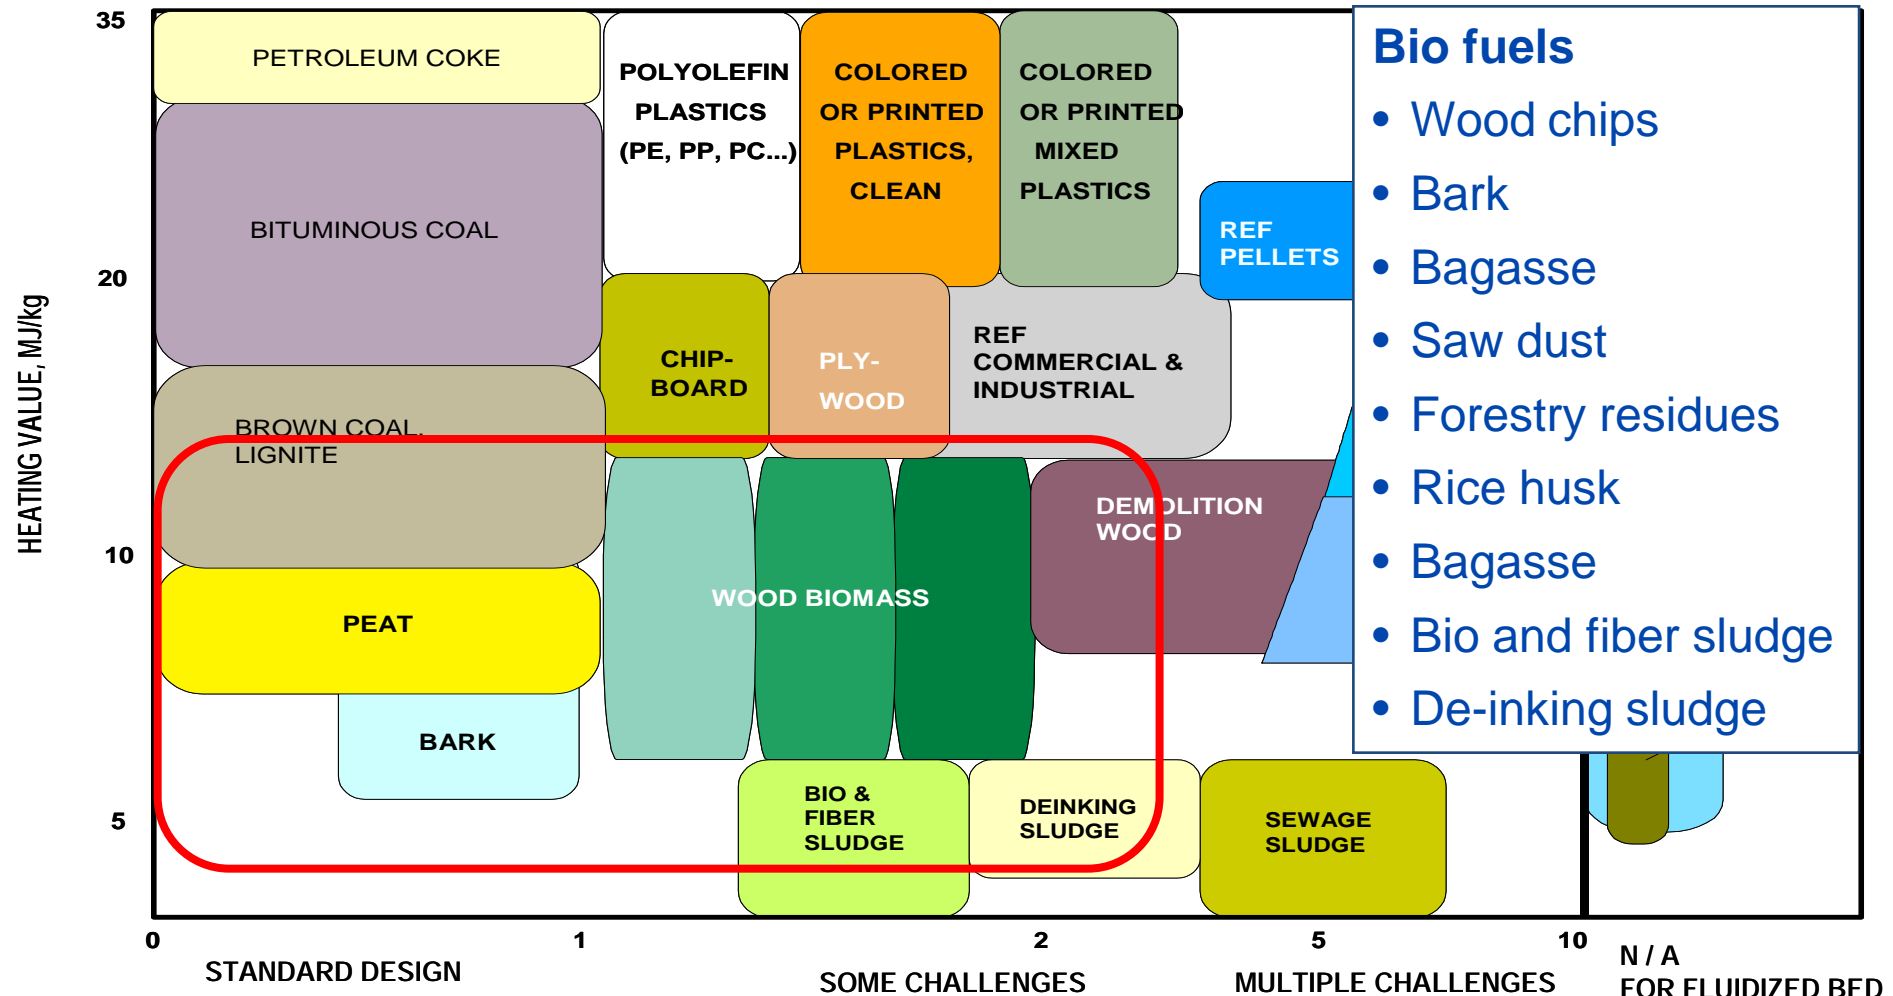 35
PETROLEUM COKE
POLYOLEFIN
PLASTICS
(PE, PP, PC...)
COLORED
OR PRINTED
PLASTICS,
CLEAN
COLORED
OR PRINTED
MIXED
PLASTICS
BITUMINOUS COAL
REF
PELLETS
20
HEATING VALUE, MJ/kg
CHIP-
BOARD
PLY-
WOOD
REF
COMMERCIAL &
INDUSTRIAL
BROWN COAL,
LIGNITE
DEMOLITION
WOOD
10
WOOD BIOMASS
PEAT
BARK
5
BIO &
FIBER
SLUDGE
DEINKING
SLUDGE
SEWAGE
SLUDGE
Bio fuels
• Wood chips
• Bark
• Bagasse
• Saw dust
• Forestry residues
• Rice husk
• Bagasse
• Bio and fiber sludge
• De-inking sludge
0 1 2 5 10
STANDARD DESIGN
SOME CHALLENGES
MULTIPLE CHALLENGES
N / A
FOR FLUIDIZED BED